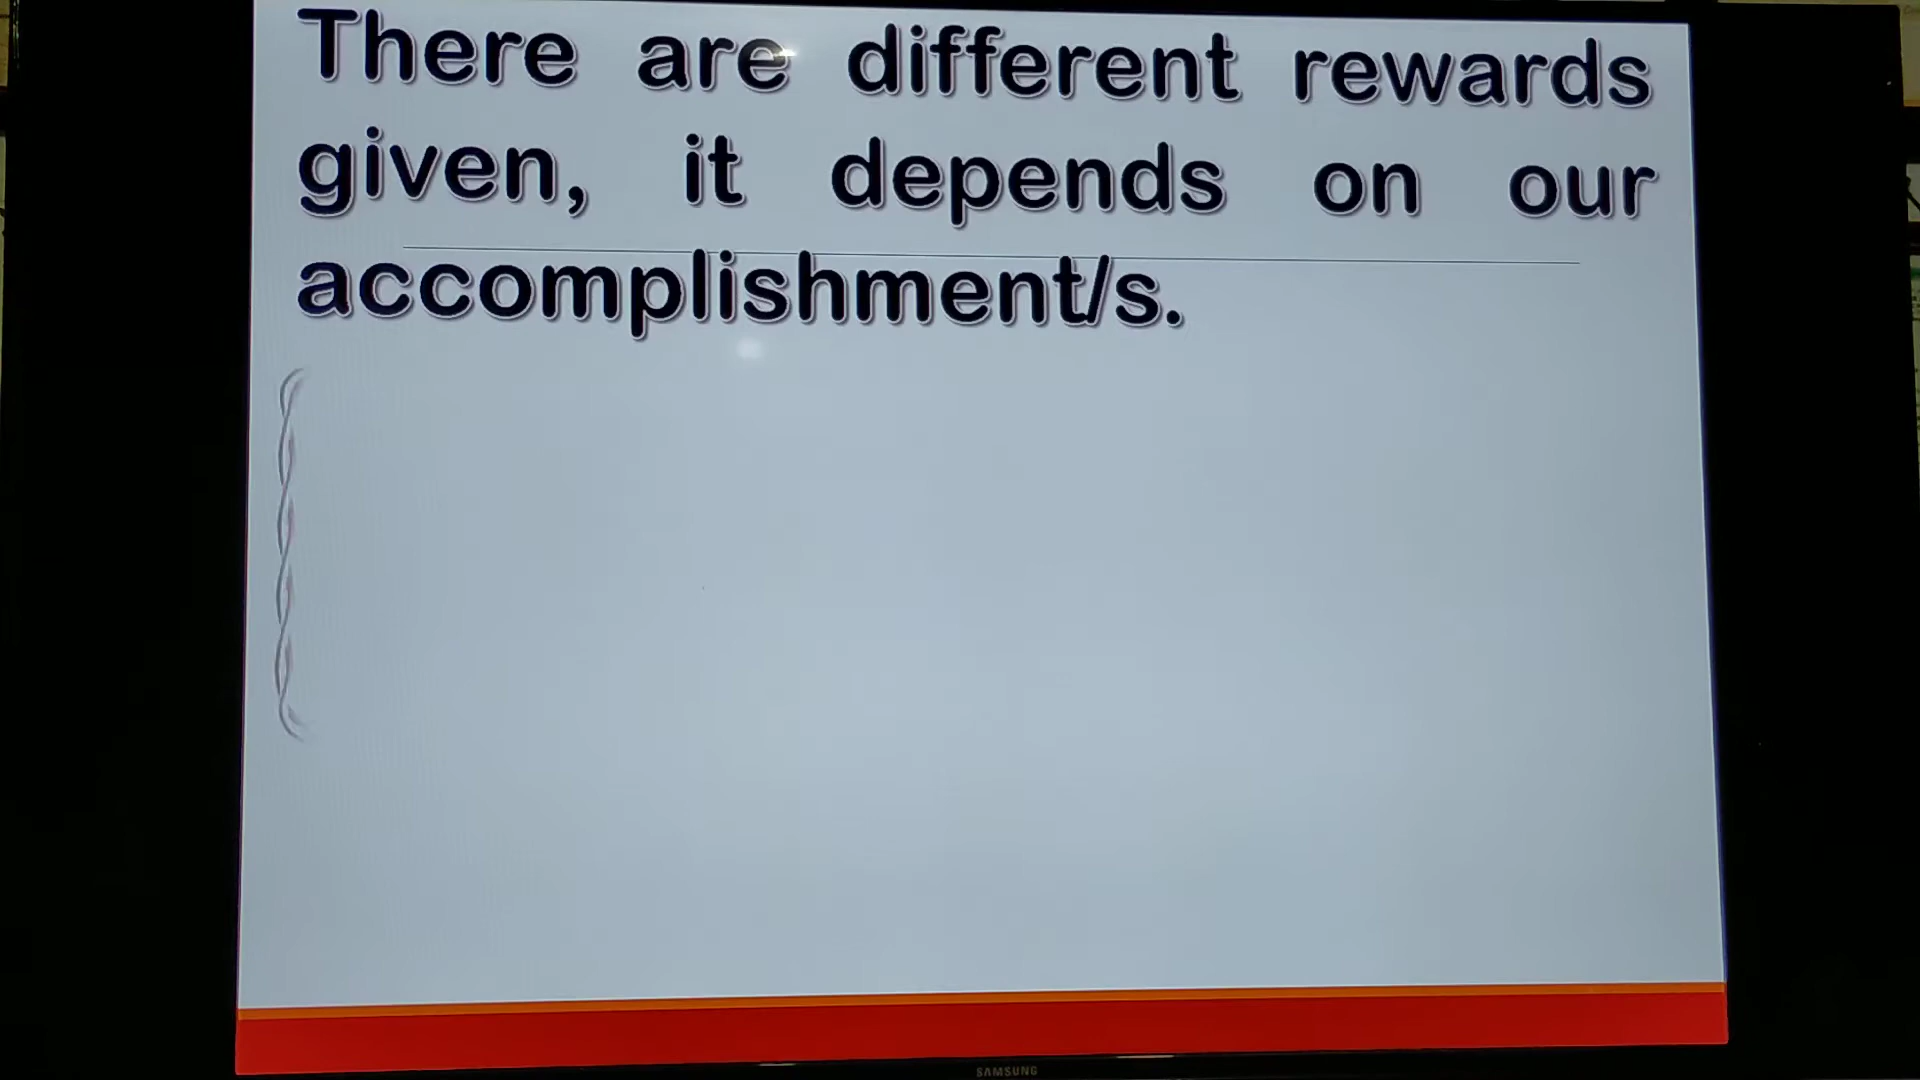 There are different rewards
given, it depends on our
accomplishment/s.
SAMSUNG